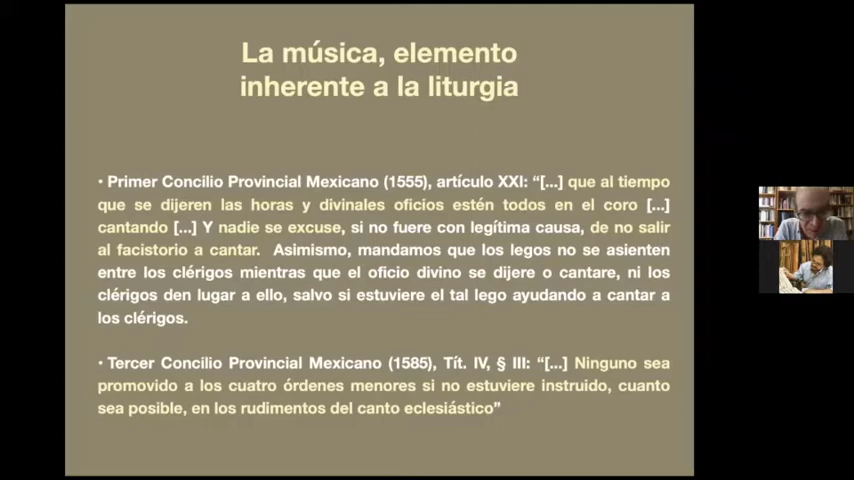 La música, elemento
inherente a la liturgia
• Primer Concilio Provincial Mexicano (1555), artículo XXI: “[...] que al tiempo
que se dijeren las horas y divinales oficios estén todos en el coro [...]
cantando [...] Y nadie se excuse, si no fuere con legítima causa, de no salir
al facistorio a cantar. Asimismo, mandamos que los legos no se asienten
entre los clérigos mientras que el oficio divino se dijere o cantare, ni los
clérigos den lugar a ello, salvo si estuviere el tal lego ayudando a cantar a
los clérigos.
• Tercer Concilio Provincial Mexicano (1585), Tít. IV, § III: “[...] Ninguno sea
promovido a los cuatro órdenes menores si no estuviere instruido, cuanto
sea posible, en los rudimentos del canto eclesiástico”